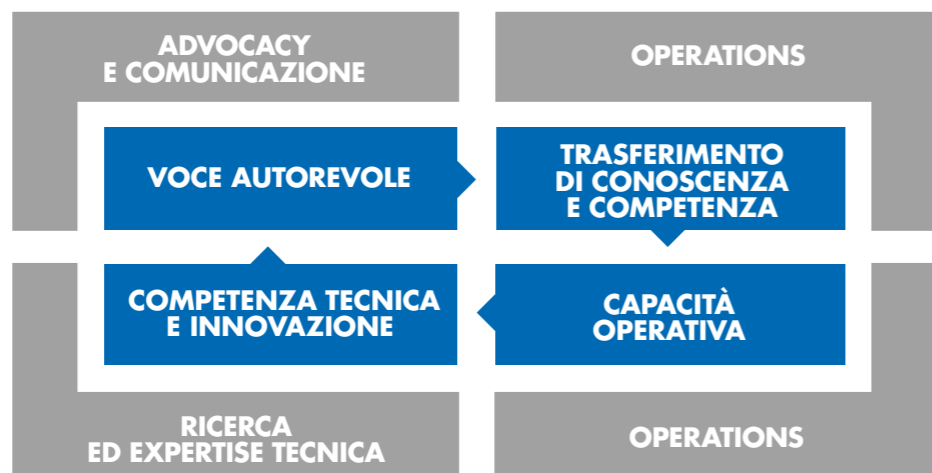 ADVOCACY
E COMUNICAZIONE
OPERATIONS
VOCE AUTOREVOLE
TRASFERIMENTO
DI CONOSCENZA
E COMPETENZA
COMPETENZA TECNICA
E INNOVAZIONE
CAPACITÀ
OPERATIVA
RICERCA
ED EXPERTISE TECNICA
OPERATIONS